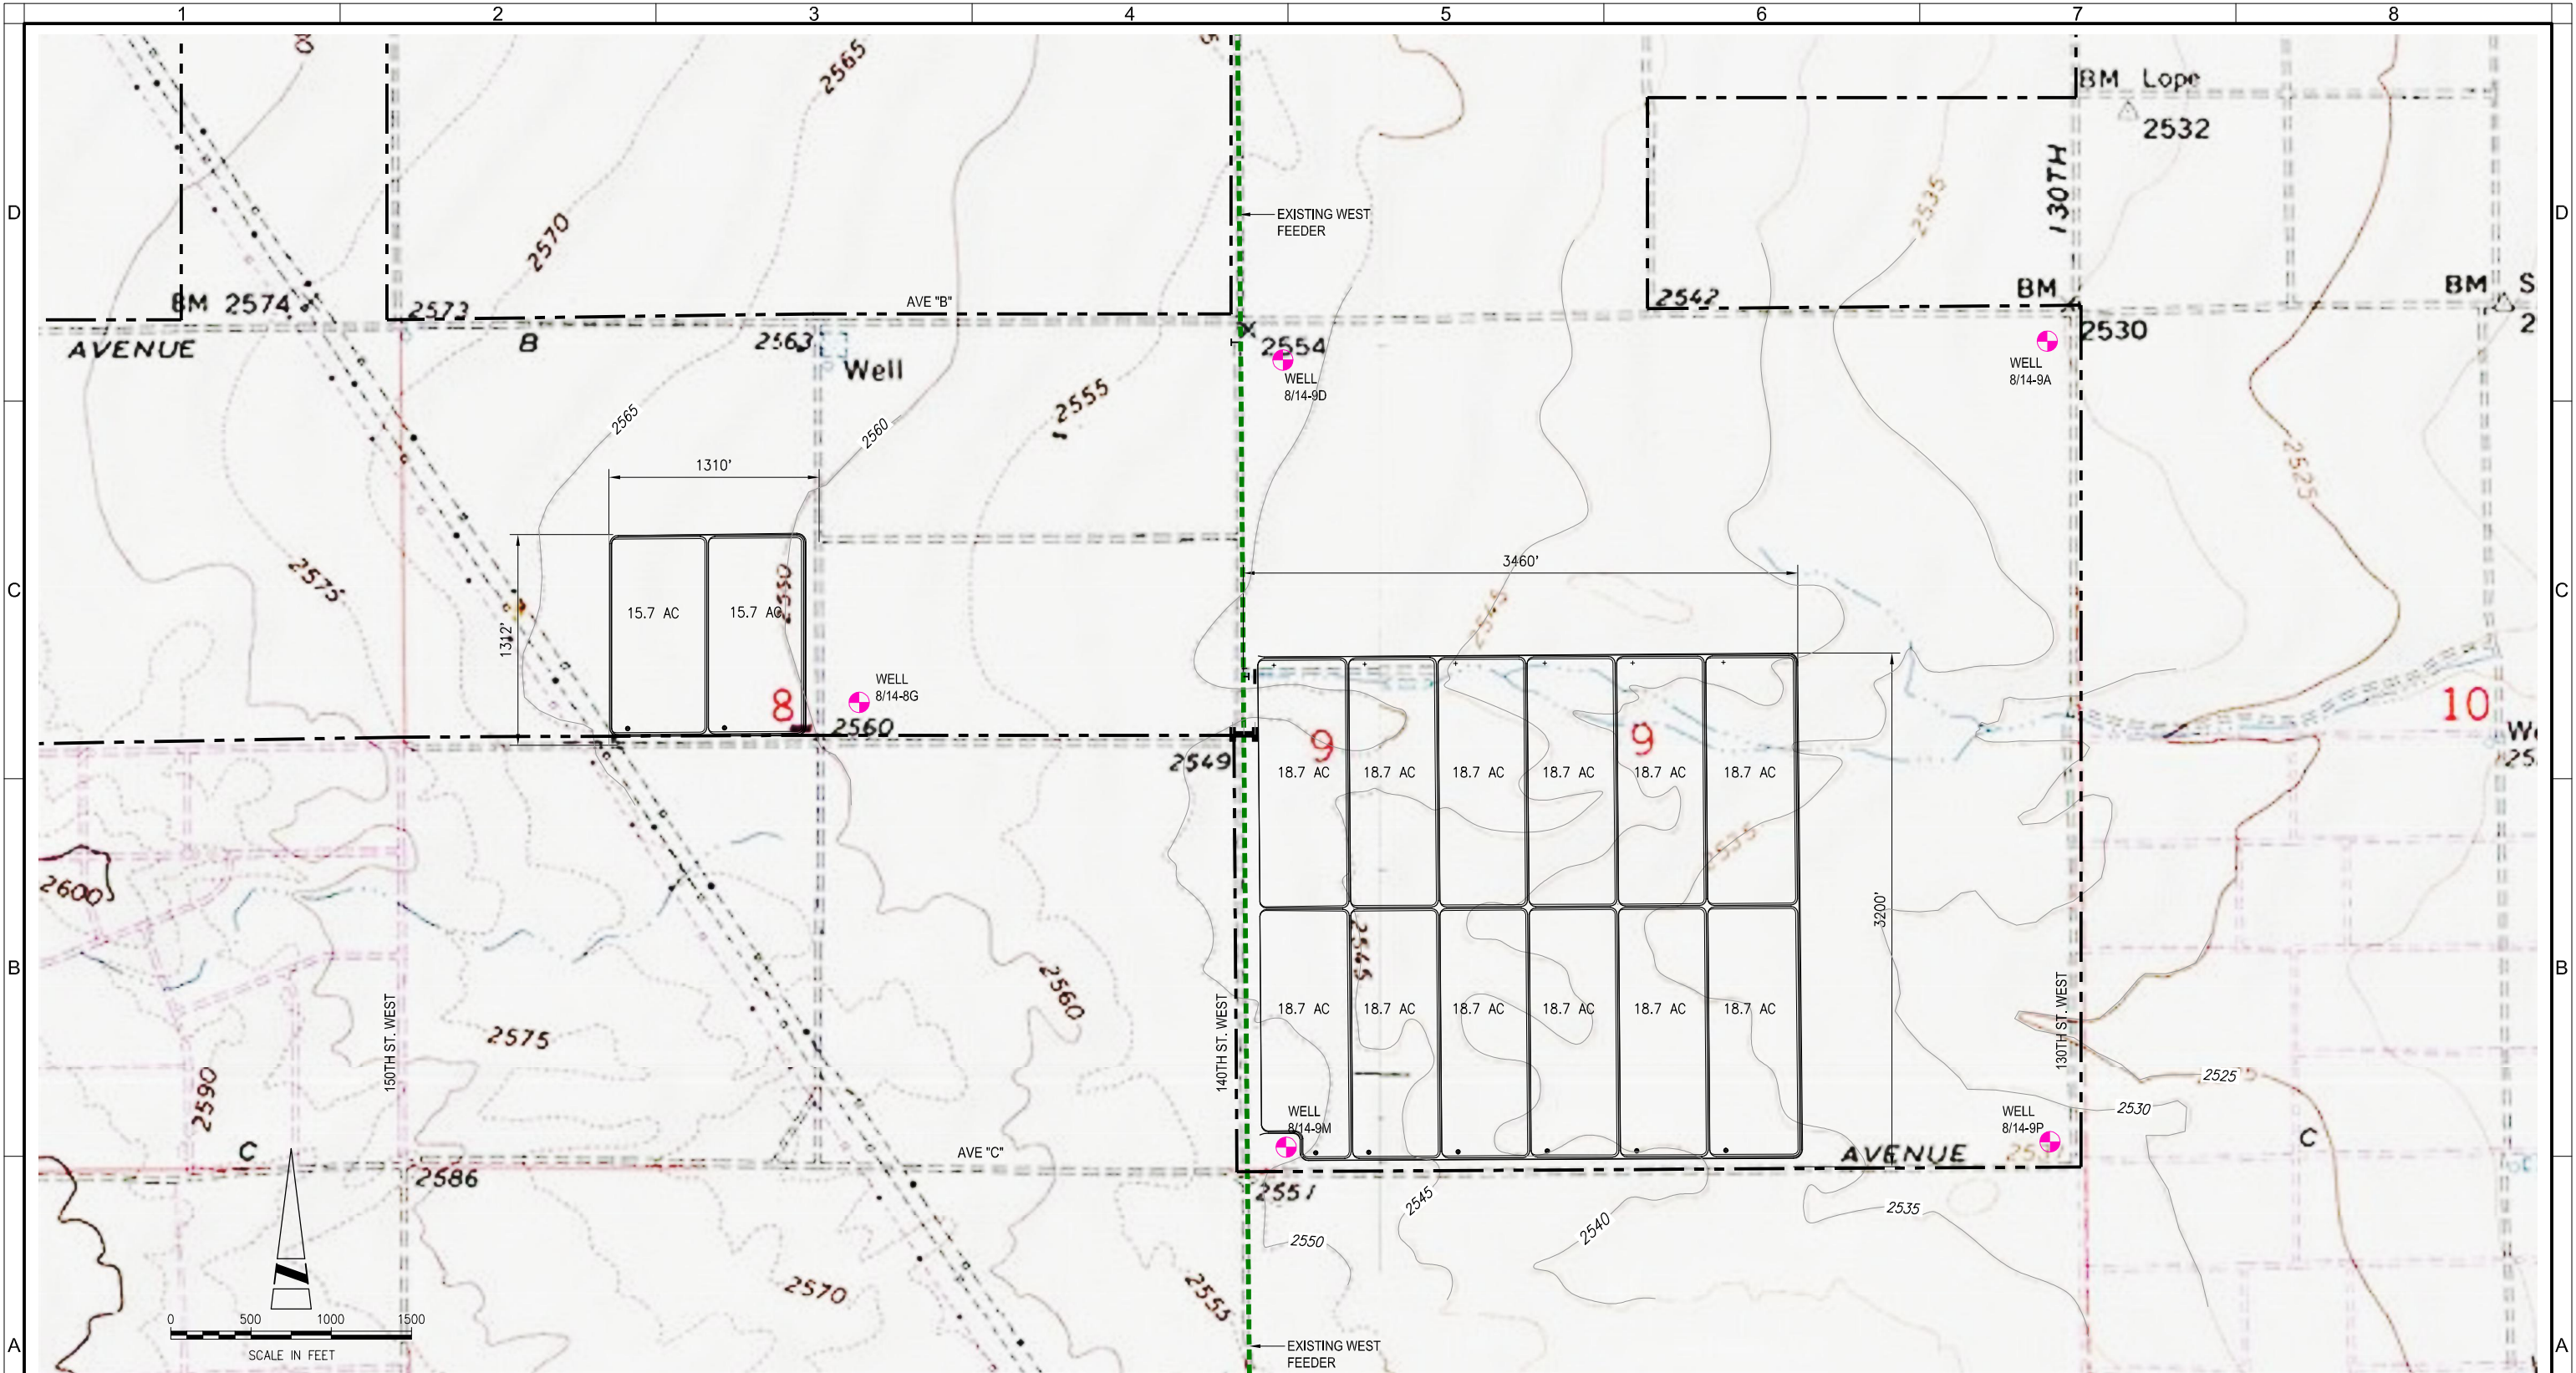 1 2 3 4 5 6 7 8
BM Lope
2565
2532
130TH
2535
D D
EXISTING WEST
FEEDER
2570
BM 2574
2573
AVE "B"
2542
BM
BM S
2563
2554
2530
2
AVENUE
B
Well
WELL
8/14-9D
WELL
8/14-9A
2565
2560
2555
2525
1310'
3460'
2575
C C
15.7 AC 15.7 AC
2550
1312'
2545
WELL
8/14-8G
8
2560
9
9
10
2549
18.7 AC 18.7 AC 18.7 AC 18.7 AC 18.7 AC 18.7 AC
2535
2600
3200'
B B
2545
2560
18.7 AC 18.7 AC 18.7 AC 18.7 AC 18.7 AC 18.7 AC
150TH ST. WEST
140TH ST. WEST
130TH ST. WEST
2575
2590
2525
2530
WELL
8/14-9M
WELL
8/14-9P
C
AVE "C"
AVENUE
C
2586
2551
2545
2540
2535
2550
2570
2555
0 500 1000 1500
SCALE IN FEET
EXISTING WEST
FEEDER
A A